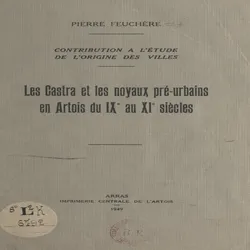 PIERRE FEUCHÈRE
CONTRIBUTION A L'ÉTUDE
DE L'ORIGINE DES VILLES
Les Castra et les noyaux pré-urbains
en Artois du IXe au XIe siècles
ARRAS
IMPRIMERIE CENTRALE DE L'ARTOIS